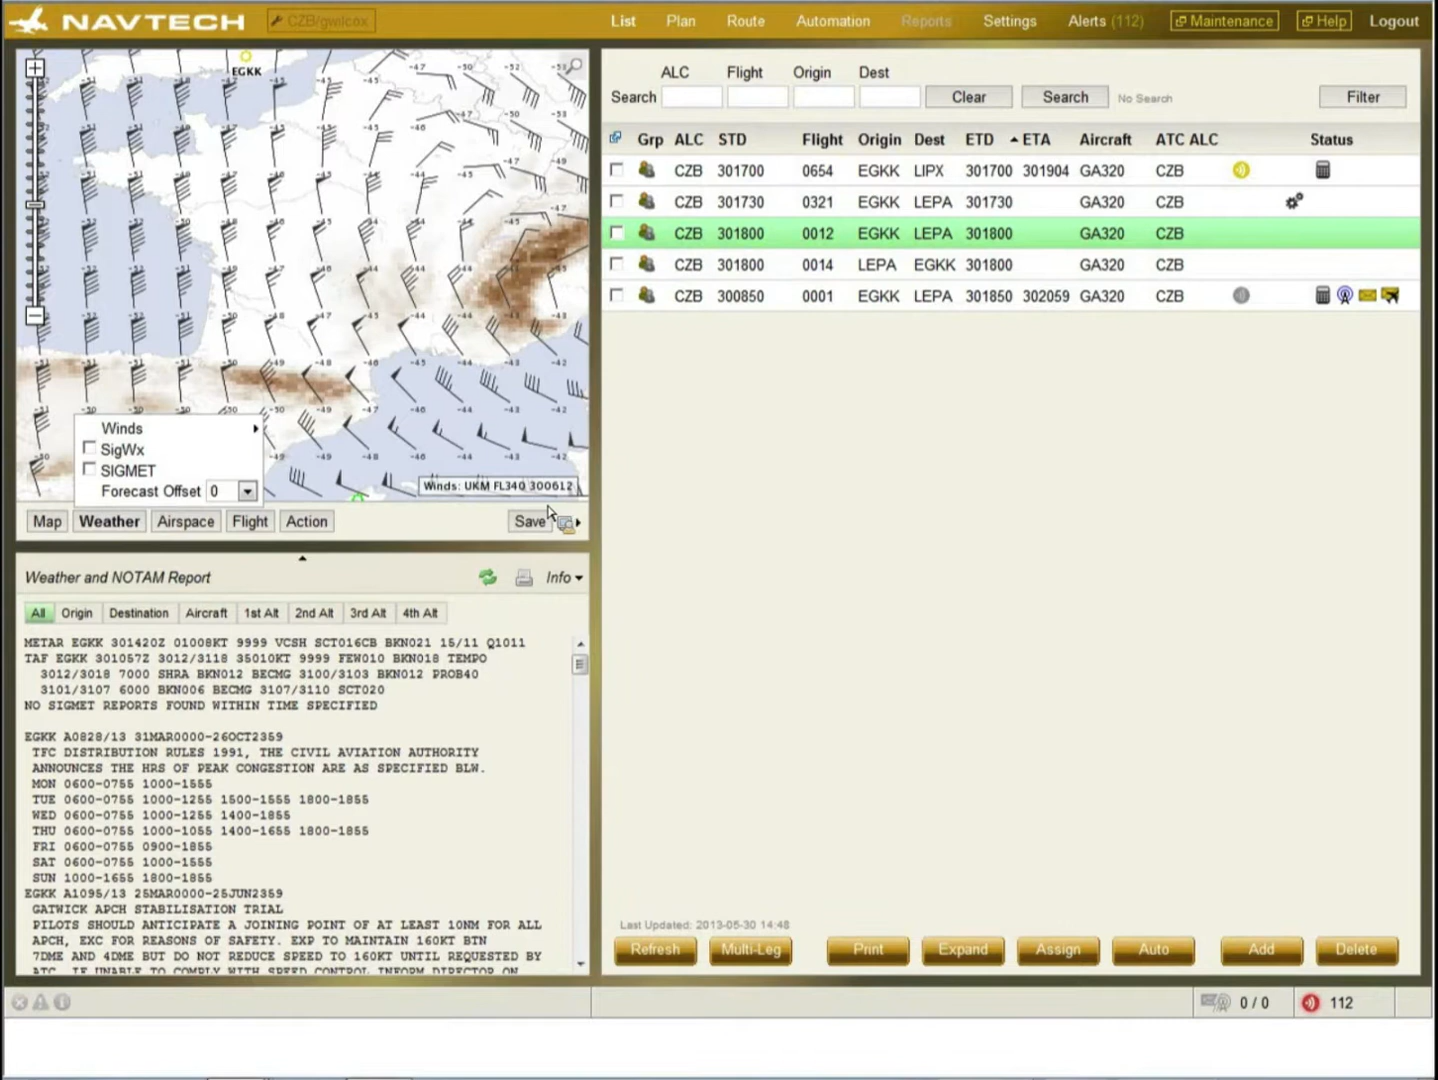 NAVTECH
CZB/gwilcox
List Plan Route Automation Reports Settings Alerts (112) Maintenance Help Logout
EGKK
Winds
SigWx
SIGMET
Forecast Offset 0
Winds: UKM FL340 300612
Map Weather Airspace Flight Action Save
ALC Flight Origin Dest
Search Clear Search No Search Filter
Grp ALC STD Flight Origin Dest ETD ETA Aircraft ATC ALC Status
CZB 301700 0654 EGKK LIPX 301700 301904 GA320 CZB
CZB 301730 0321 EGKK LEPA 301730 GA320 CZB
CZB 301800 0012 EGKK LEPA 301800 GA320 CZB
CZB 301800 0014 LEPA EGKK 301800 GA320 CZB
CZB 300850 0001 EGKK LEPA 301850 302059 GA320 CZB
Weather and NOTAM Report Info
All Origin Destination Aircraft 1st Alt 2nd Alt 3rd Alt 4th Alt
METAR EGKK 301420Z 01008KT 9999 VCSH SCT016CB BKN021 15/11 Q1011
TAF EGKK 301057Z 3012/3118 35010KT 9999 FEW010 BKN018 TEMPO
3012/3018 7000 SHRA BKN012 BECMG 3100/3103 BKN012 PROB40
3101/3107 6000 BKN006 BECMG 3107/3110 SCT020
NO SIGMET REPORTS FOUND WITHIN TIME SPECIFIED
EGKK A0828/13 31MAR0000-26OCT2359
TFC DISTRIBUTION RULES 1991, THE CIVIL AVIATION AUTHORITY
ANNOUNCES THE HRS OF PEAK CONGESTION ARE AS SPECIFIED BLW.
MON 0600-0755 1000-1555
TUE 0600-0755 1000-1255 1500-1555 1800-1855
WED 0600-0755 1000-1255 1400-1855
THU 0600-0755 1000-1055 1400-1655 1800-1855
FRI 0600-0755 0900-1855
SAT 0600-0755 1000-1555
SUN 1000-1655 1800-1855
EGKK A1095/13 25MAR0000-25JUN2359
GATWICK APCH STABILISATION TRIAL
PILOTS SHOULD ANTICIPATE A JOINING POINT OF AT LEAST 10NM FOR ALL
APCH, EXC FOR REASONS OF SAFETY. EXP TO MAINTAIN 160KT BTN
7DME AND 4DME BUT DO NOT REDUCE SPEED TO 160KT UNTIL REQUESTED BY
ATC. IF UNABLE TO COMPLY WITH SPEED CONTROL INFORM DIRECTOR ON
Last Updated: 2013-05-30 14:48
Refresh Multi-Leg Print Expand Assign Auto Add Delete
0 / 0 112